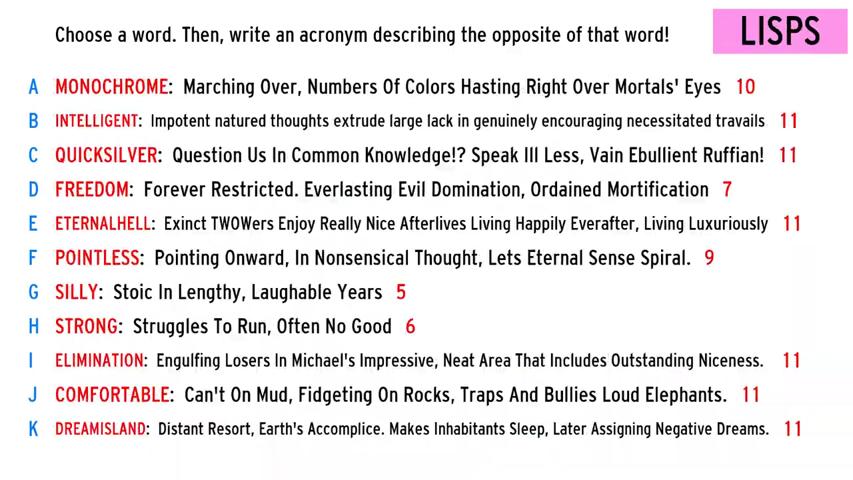 Choose a word. Then, write an acronym describing the opposite of that word! LISPS
A MONOCHROME: Marching Over, Numbers Of Colors Hasting Right Over Mortals' Eyes 10
B INTELLIGENT: Impotent natured thoughts extrude large lack in genuinely encouraging necessitated travails 11
C QUICKSILVER: Question Us In Common Knowledge!? Speak Ill Less, Vain Ebullient Ruffian! 11
D FREEDOM: Forever Restricted. Everlasting Evil Domination, Ordained Mortification 7
E ETERNALHELL: Exinct TWOWers Enjoy Really Nice Afterlives Living Happily Everafter, Living Luxuriously 11
F POINTLESS: Pointing Onward, In Nonsensical Thought, Lets Eternal Sense Spiral. 9
G SILLY: Stoic In Lengthy, Laughable Years 5
H STRONG: Struggles To Run, Often No Good 6
I ELIMINATION: Engulfing Losers In Michael's Impressive, Neat Area That Includes Outstanding Niceness. 11
J COMFORTABLE: Can't On Mud, Fidgeting On Rocks, Traps And Bullies Loud Elephants. 11
K DREAMISLAND: Distant Resort, Earth's Accomplice. Makes Inhabitants Sleep, Later Assigning Negative Dreams. 11